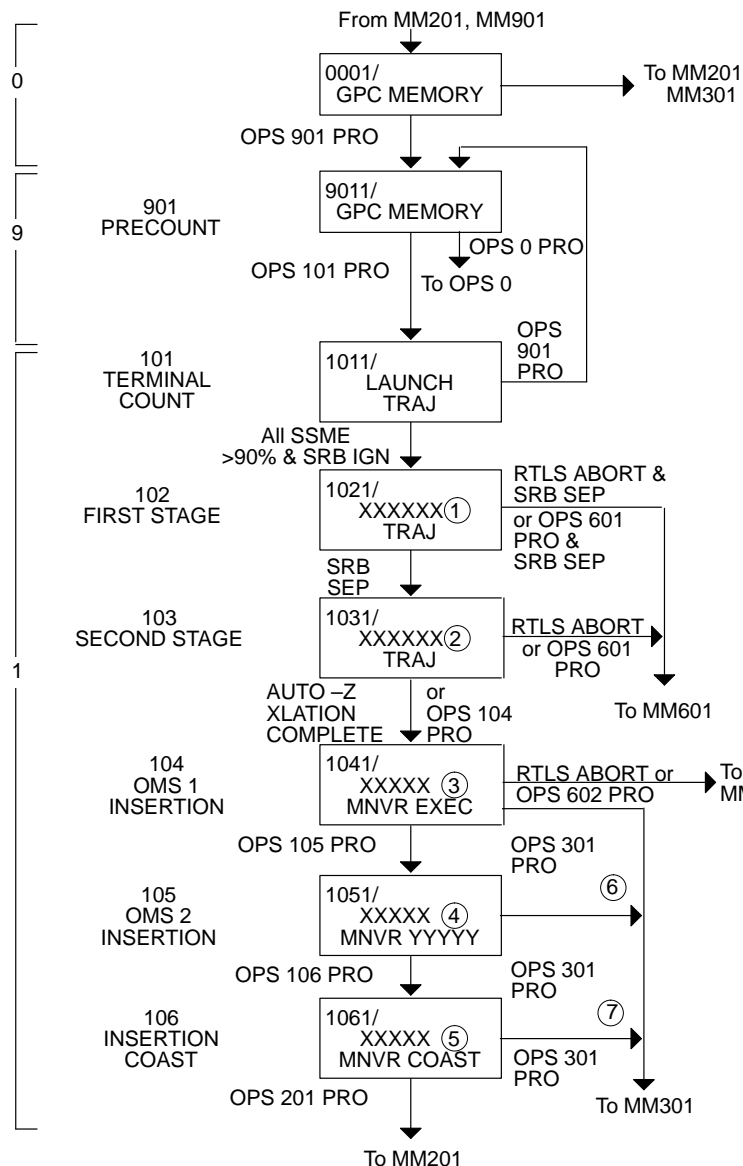 From MM201, MM901
0
0001/
GPC MEMORY
To MM201
MM301
OPS 901 PRO
9
901
PRECOUNT
9011/
GPC MEMORY
OPS 0 PRO
OPS 101 PRO
To OPS 0
OPS
901
PRO
1
101
TERMINAL
COUNT
1011/
LAUNCH
TRAJ
All SSME
>90% & SRB IGN
102
FIRST STAGE
1021/
XXXXXX 1
TRAJ
RTLS ABORT &
SRB SEP
or OPS 601
PRO &
SRB SEP
SRB
SEP
103
SECOND STAGE
1031/
XXXXXX 2
TRAJ
RTLS ABORT
or OPS 601
PRO
To MM601
AUTO –Z
XLATION
COMPLETE
or
OPS 104
PRO
104
OMS 1
INSERTION
1041/
XXXXX 3
MNVR EXEC
RTLS ABORT or
OPS 602 PRO
To
OPS 105 PRO
OPS 301
PRO
105
OMS 2
INSERTION
1051/
XXXXX 4
MNVR YYYYY
6
OPS 106 PRO
OPS 301
PRO
106
INSERTION
COAST
1061/
XXXXX 5
MNVR COAST
7
OPS 301
PRO
OPS 201 PRO
To MM301
To MM201